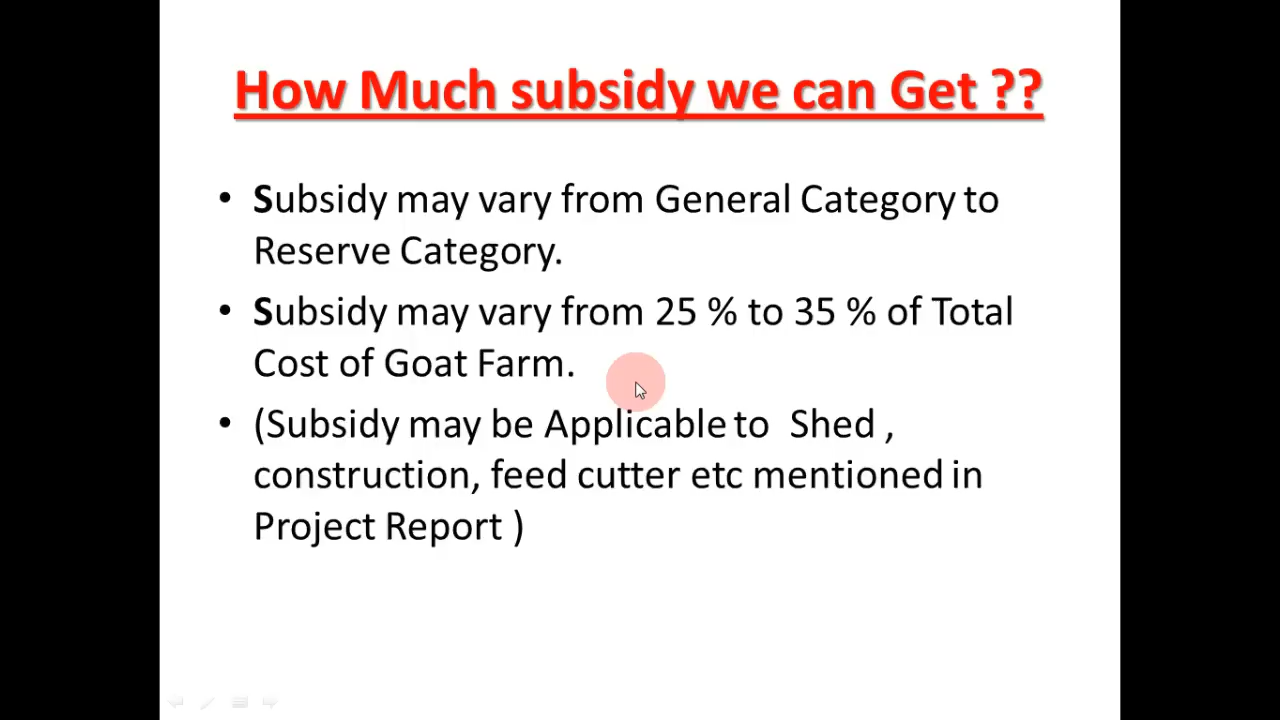 How Much subsidy we can Get ??
• Subsidy may vary from General Category to
Reserve Category.
• Subsidy may vary from 25 % to 35 % of Total
Cost of Goat Farm.
• (Subsidy may be Applicable to  Shed ,
construction, feed cutter etc mentioned in
Project Report )